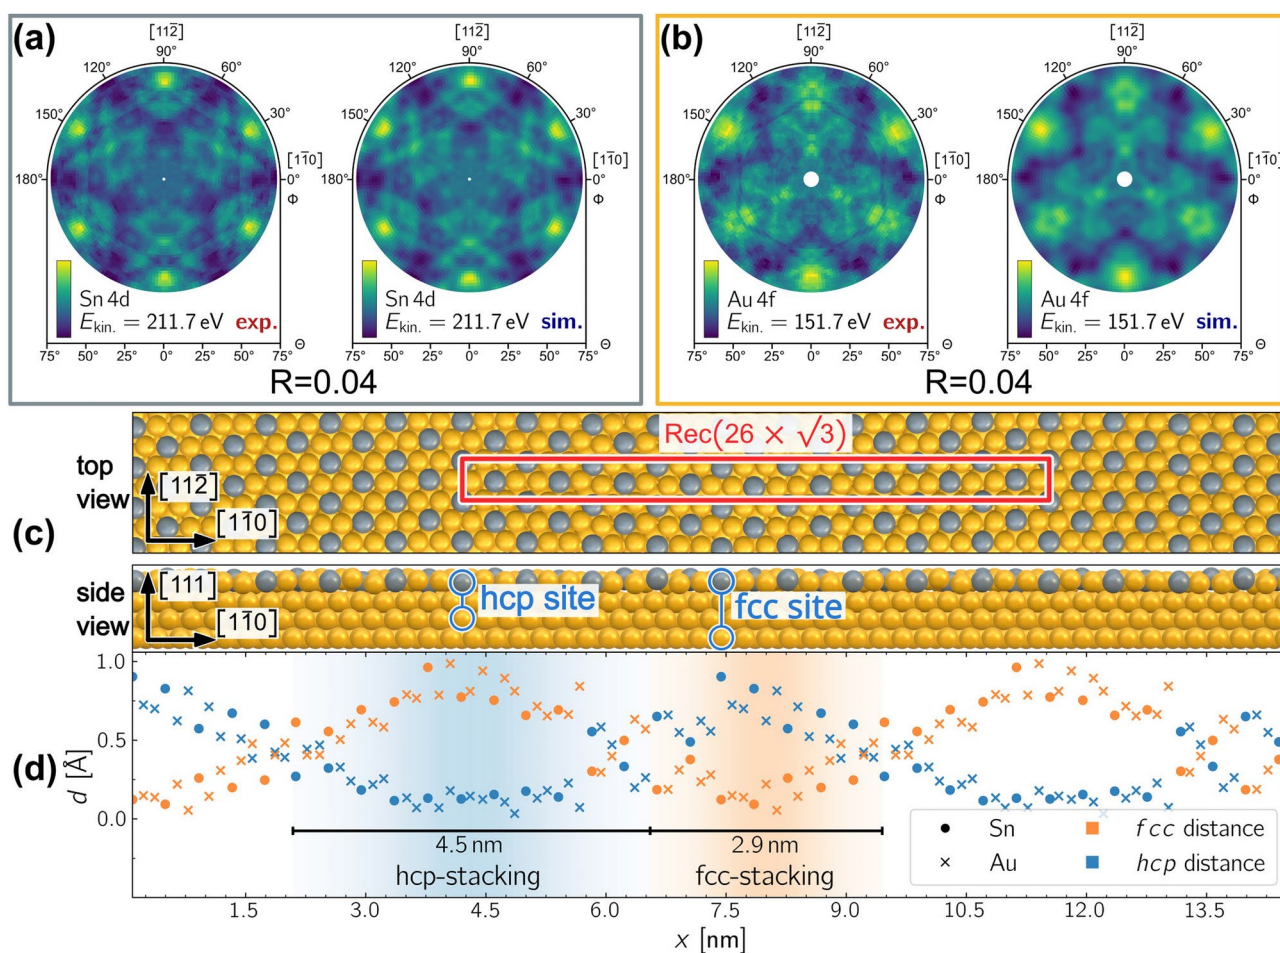 (a)
[112̄]
90°
120°
60°
150°
30°
[11̄0]
180°
0°
Φ
Sn 4d
E_kin. = 211.7 eV exp.
75° 50° 25° 0° 25° 50° 75°
Θ
[112̄]
90°
120°
60°
150°
30°
[11̄0]
180°
0°
Φ
Sn 4d
E_kin. = 211.7 eV sim.
75° 50° 25° 0° 25° 50° 75°
Θ
R=0.04
(b)
[112̄]
90°
120°
60°
150°
30°
[11̄0]
180°
0°
Φ
Au 4f
E_kin. = 151.7 eV exp.
75° 50° 25° 0° 25° 50° 75°
Θ
[112̄]
90°
120°
60°
150°
30°
[11̄0]
180°
0°
Φ
Au 4f
E_kin. = 151.7 eV sim.
75° 50° 25° 0° 25° 50° 75°
Θ
R=0.04
(c)
top
view
[112̄]
[11̄0]
Rec(26 × √3)
side
view
[111]
[11̄0]
hcp site
fcc site
(d)
d [Å]
1.0
0.5
0.0
4.5 nm
hcp-stacking
2.9 nm
fcc-stacking
Sn
fcc distance
Au
hcp distance
1.5 3.0 4.5 6.0 7.5 9.0 10.5 12.0 13.5
x [nm]